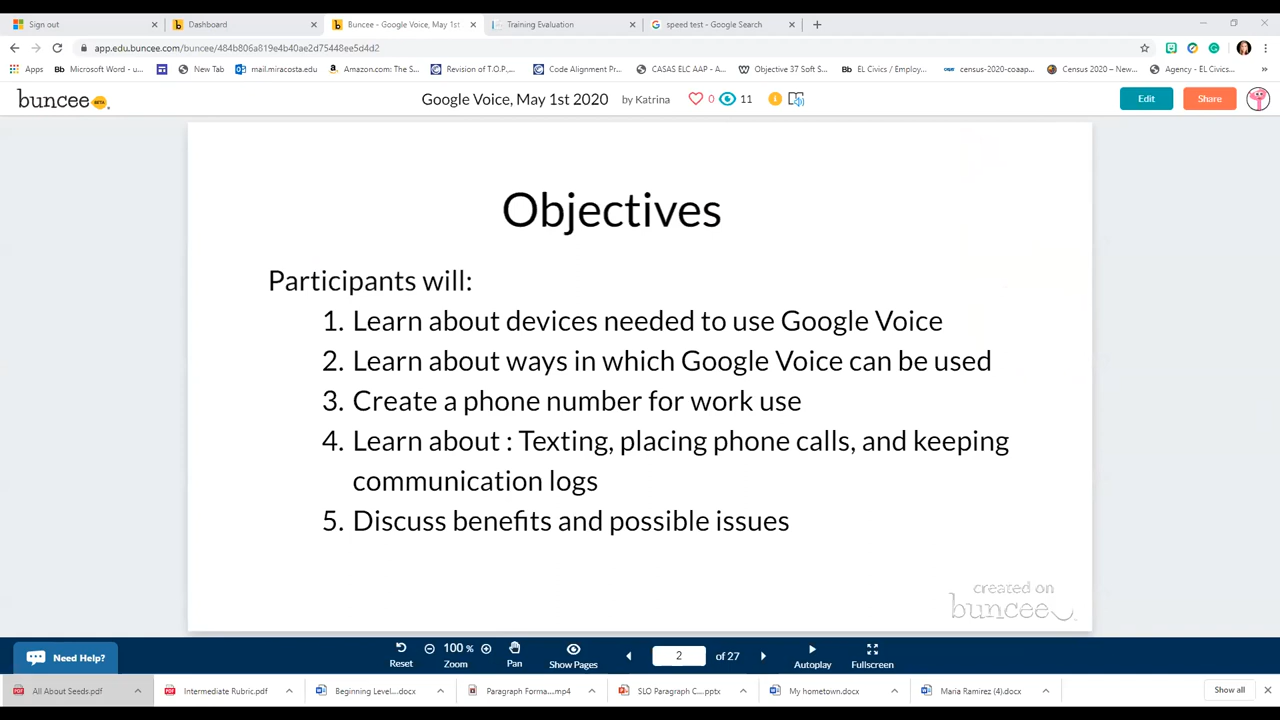 Sign out
Dashboard
Buncee - Google Voice, May 1st
Training Evaluation
speed test - Google Search
app.edu.buncee.com/buncee/484b806a819e4b40ae2d75448ee5d4d2
Apps
Microsoft Word - u...
New Tab
mail.miracosta.edu
Amazon.com: The S...
Revision of T.O.P,...
Code Alignment Pr...
CASAS ELC AAP - A...
Objective 37 Soft S...
EL Civics / Employ...
census-2020-coaap...
Census 2020 – New...
Agency - EL Civics...
buncee BETA
Google Voice, May 1st 2020 by Katrina 0 11
Edit
Share
Objectives
Participants will:
1. Learn about devices needed to use Google Voice
2. Learn about ways in which Google Voice can be used
3. Create a phone number for work use
4. Learn about : Texting, placing phone calls, and keeping
communication logs
5. Discuss benefits and possible issues
created on
buncee
Need Help?
Reset
100 %
Zoom
Pan
Show Pages
2 of 27
Autoplay
Fullscreen
All About Seeds.pdf
Intermediate Rubric.pdf
Beginning Level....docx
Paragraph Forma....mp4
SLO Paragraph C....pptx
My hometown.docx
Maria Ramirez (4).docx
Show all